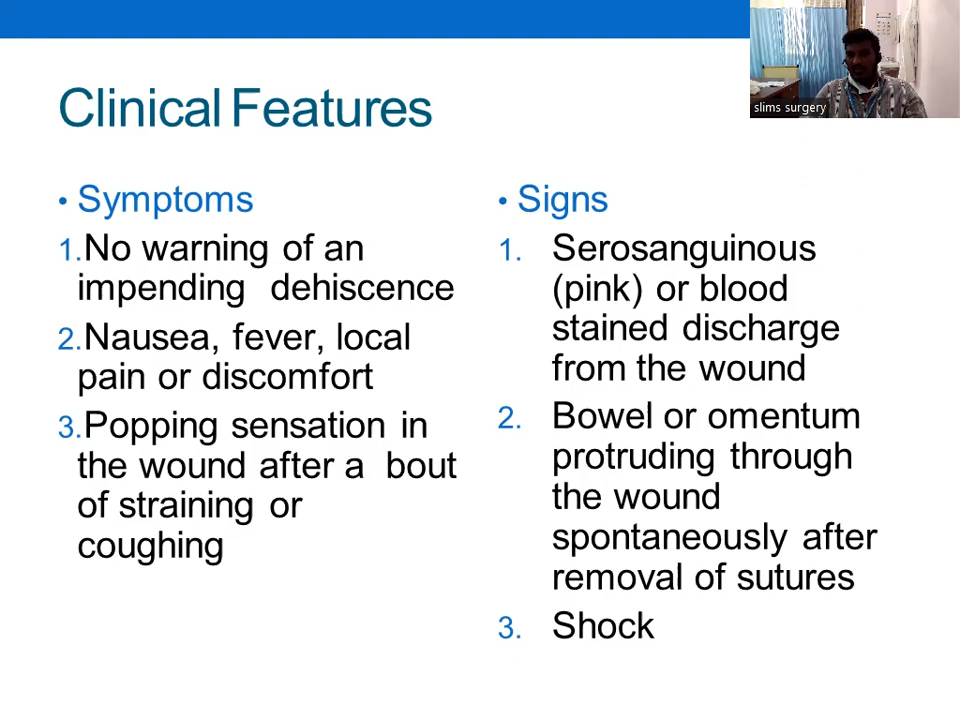 slims surgery
Clinical Features
• Symptoms
1.No warning of an
impending dehiscence
2.Nausea, fever, local
pain or discomfort
3.Popping sensation in
the wound after a bout
of straining or
coughing
• Signs
1. Serosanguinous
(pink) or blood
stained discharge
from the wound
2. Bowel or omentum
protruding through
the wound
spontaneously after
removal of sutures
3. Shock